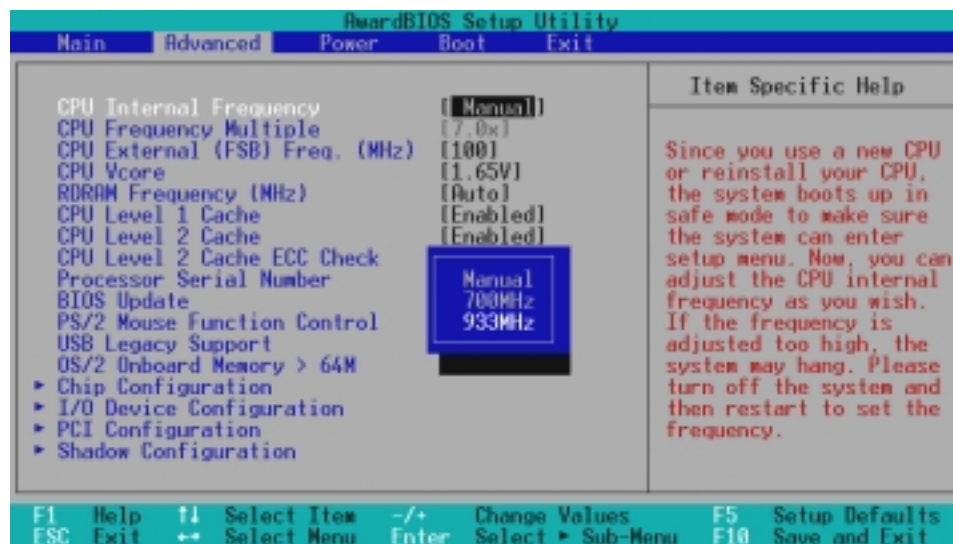 AwardBIOS Setup Utility
Main Advanced Power Boot Exit
CPU Internal Frequency [ Manual]
CPU Frequency Multiple [7.0x]
CPU External (FSB) Freq. (MHz) [100]
CPU Vcore [1.65V]
RDRAM Frequency (MHz) [Auto]
CPU Level 1 Cache [Enabled]
CPU Level 2 Cache [Enabled]
CPU Level 2 Cache ECC Check
Processor Serial Number
BIOS Update
PS/2 Mouse Function Control
USB Legacy Support
OS/2 Onboard Memory > 64M
▸ Chip Configuration
▸ I/O Device Configuration
▸ PCI Configuration
▸ Shadow Configuration
Manual
700MHz
933MHz
Item Specific Help
Since you use a new CPU
or reinstall your CPU,
the system boots up in
safe mode to make sure
the system can enter
setup menu. Now, you can
adjust the CPU internal
frequency as you wish.
If the frequency is
adjusted too high, the
system may hang. Please
turn off the system and
then restart to set the
frequency.
F1 Help ↑↓ Select Item -/+ Change Values F5 Setup Defaults
ESC Exit ↔ Select Menu Enter Select ▸ Sub-Menu F10 Save and Exit